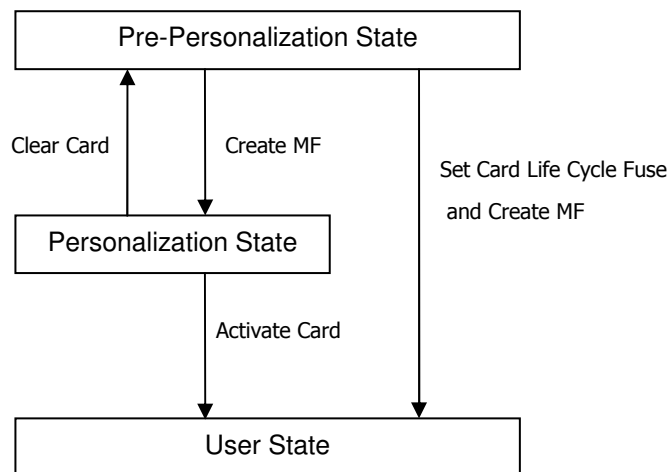 Pre-Personalization State
Clear Card
Create MF
Set Card Life Cycle Fuse
and Create MF
Personalization State
Activate Card
User State